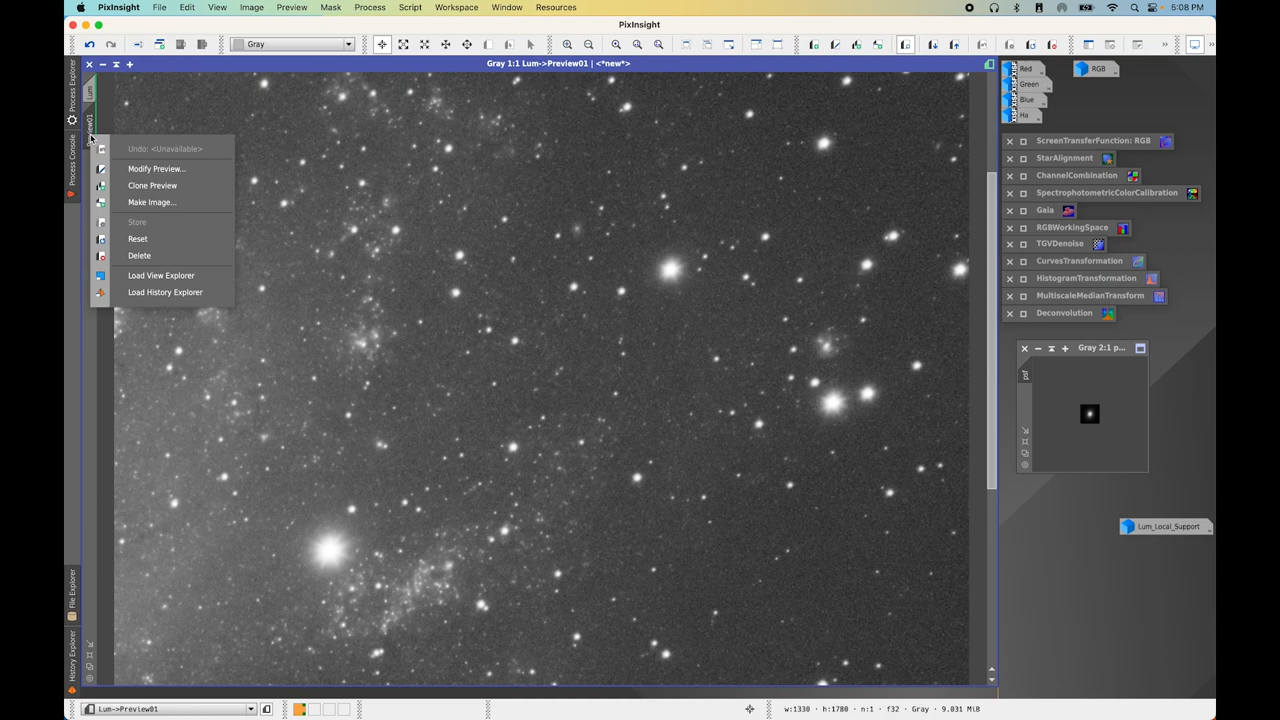 PixInsight File Edit View Image Preview Mask Process Script Workspace Window Resources 5:08 PM
PixInsight
Gray
Gray 1:1 Lum->Preview01 | <*new*>
Process Explorer
Process Console
File Explorer
History Explorer
Lum
Undo: <Unavailable>
Modify Preview...
Clone Preview
Make Image...
Store
Reset
Delete
Load View Explorer
Load History Explorer
Red
Green
Blue
Ha
RGB
ScreenTransferFunction: RGB
StarAlignment
ChannelCombination
SpectrophotometricColorCalibration
Gaia
RGBWorkingSpace
TGVDenoise
CurvesTransformation
HistogramTransformation
MultiscaleMedianTransform
Deconvolution
Gray 2:1 p...
psf
Lum_Local_Support
Lum->Preview01
w:1330 · h:1780 · n:1 · f32 · Gray · 9.031 MiB